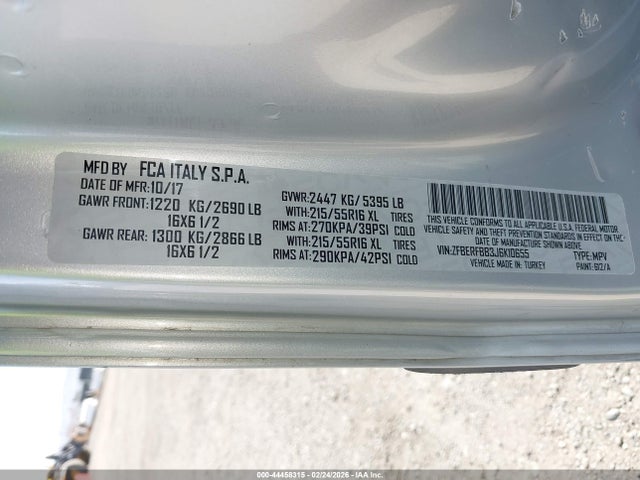 MFD BY FCA ITALY S.P.A.
DATE OF MFR:10/17
GAWR FRONT:1220 KG/2690 LB
16X6 1/2
GAWR REAR: 1300 KG/2866 LB
16X6 1/2
GVWR:2447 KG/ 5395 LB
WITH:215/55R16 XL TIRES
RIMS AT:270KPA/39PSI COLD
WITH:215/55R16 XL TIRES
RIMS AT:290KPA/42PSI COLD
THIS VEHICLE CONFORMS TO ALL APPLICABLE U.S.A. FEDERAL MOTOR
VEHICLE SAFETY AND THEFT PREVENTION STANDARDS IN EFFECT ON THE
DATE OF MANUFACTURE SHOWN ABOVE.
VIN:ZFBERFBB3J6K10655 TYPE:MPV
VEHICLE MADE IN: TURKEY PAINT: 612/A
000-44458315 - 02/24/2026 - IAAI.COM